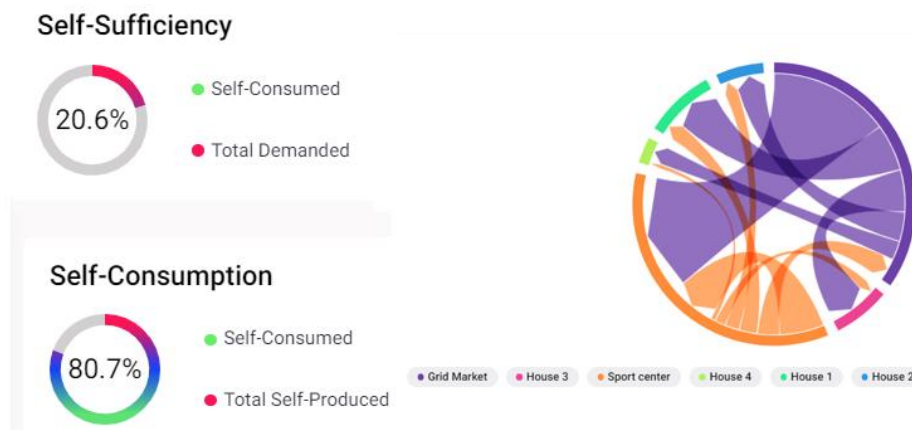 Self-Sufficiency
20.6%
Self-Consumed
Total Demanded
Self-Consumption
80.7%
Self-Consumed
Total Self-Produced
Grid Market
House 3
Sport center
House 4
House 1
House 2